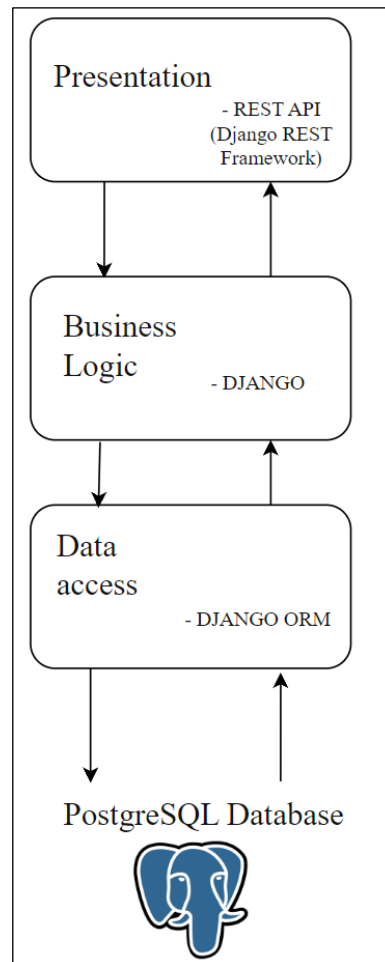 Presentation
- REST API
(Django REST
Framework)
Business
Logic
- DJANGO
Data
access
- DJANGO ORM
PostgreSQL Database